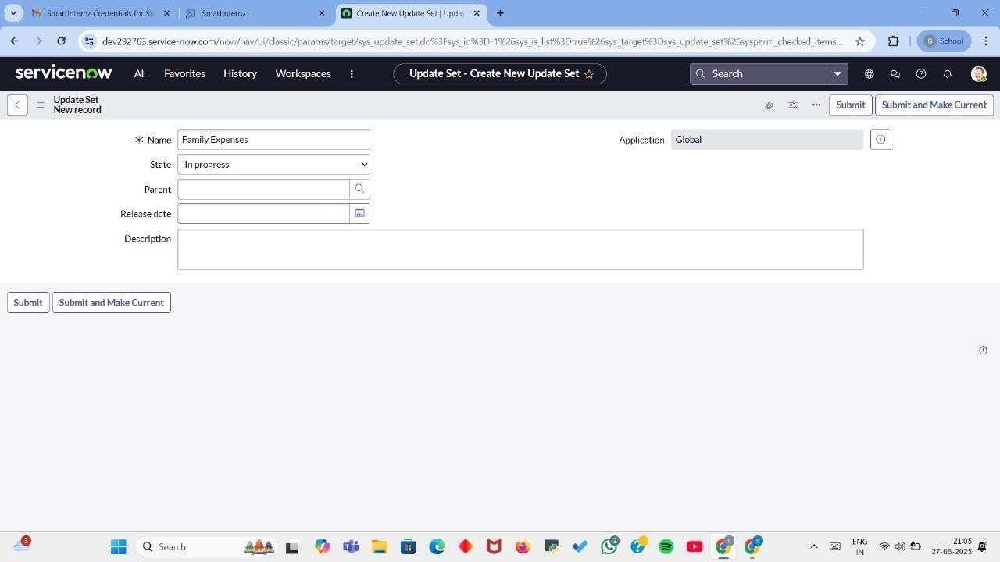 SmartInternz Credentials for Sh
Smartinternz
Create New Update Set | Updat
dev292763.service-now.com/now/nav/ui/classic/params/target/sys_update_set.do%3Fsys_id%3D-1%26sys_is_list%3Dtrue%26sys_target%3Dsys_update_set%26sysparm_checked_items...
S School
servicenow All Favorites History Workspaces Update Set - Create New Update Set Search
Update Set
New record
Submit Submit and Make Current
Name Family Expenses Application Global
State In progress
Parent
Release date
Description
Submit Submit and Make Current
3 Search 2 S S ENG 21:05
IN 27-06-2025